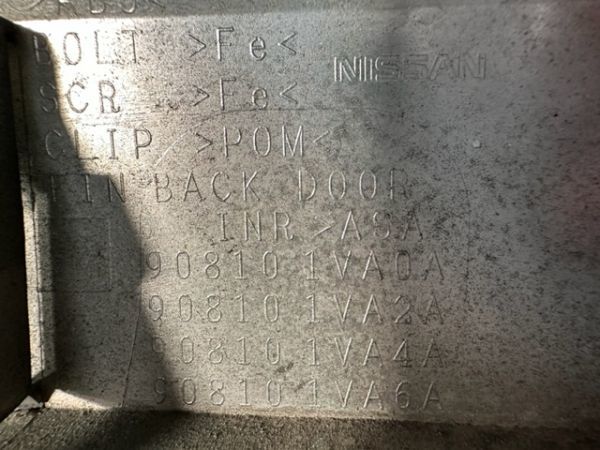 >ABS<
BOLT >Fe< NISSAN
SCR >Fe<
CLIP >POM<
FIN BACK DOOR
INR >ASA
90810 1VA0A
90810 1VA2A
90810 1VA4A
90810 1VA6A